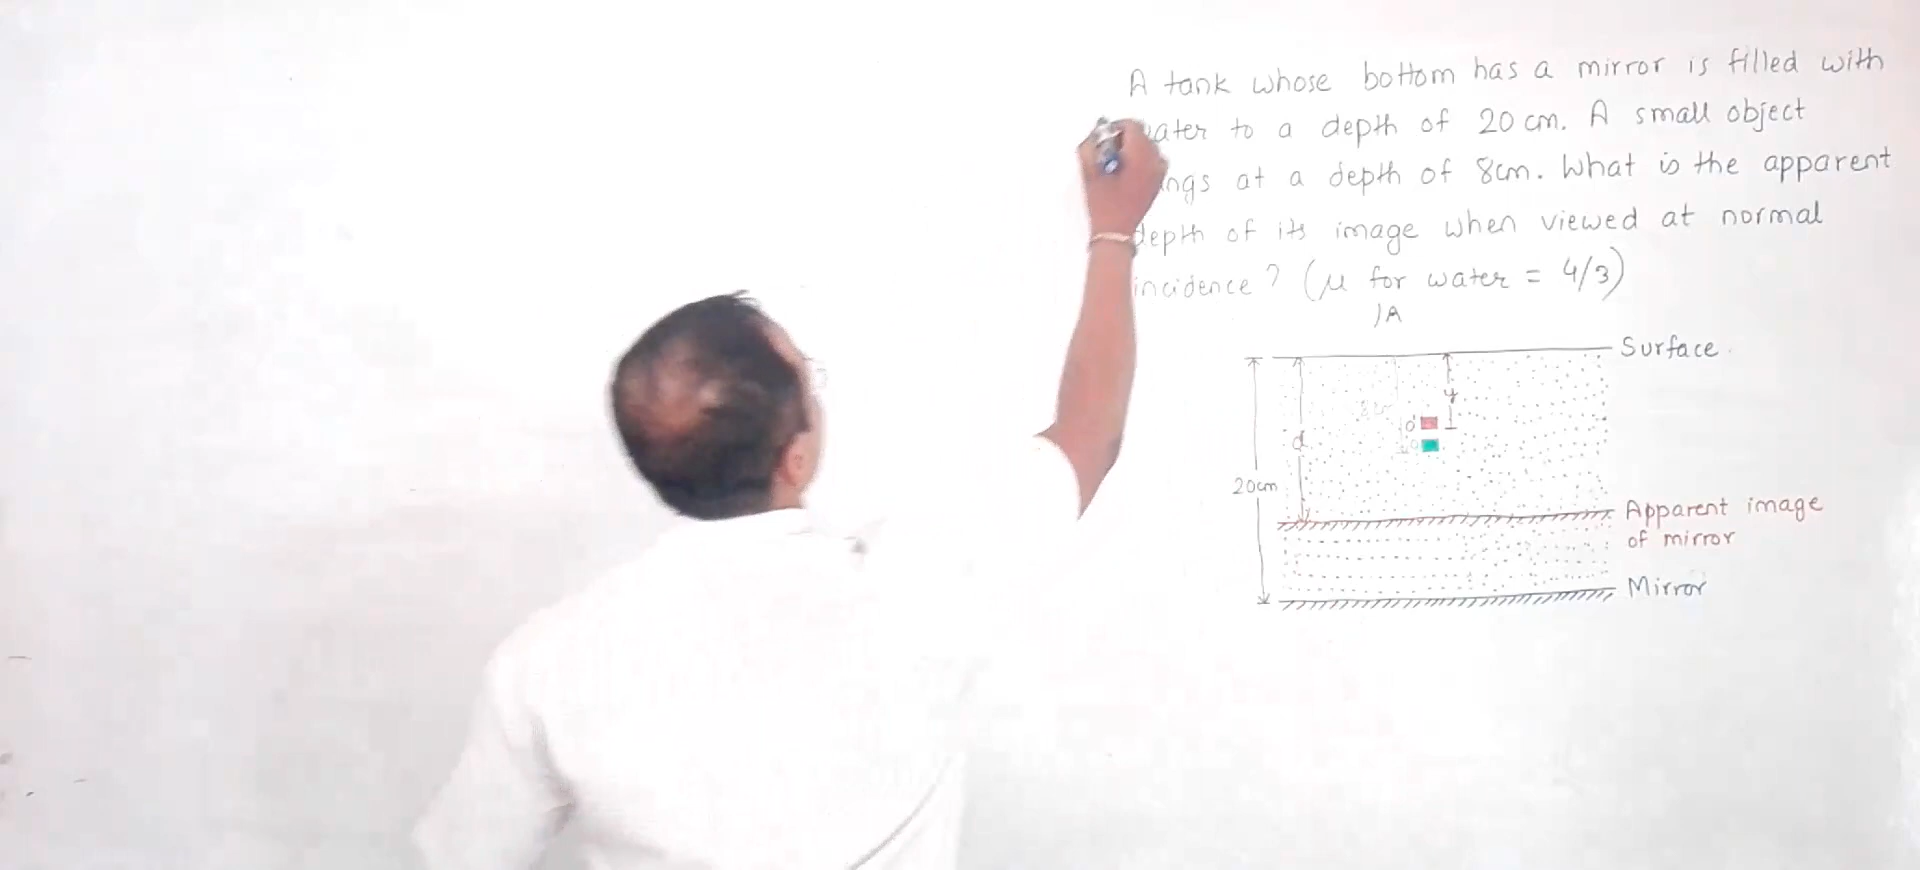 A tank whose bottom has a mirror is filled with
ater to a depth of 20 cm. A small object
ngs at a depth of 8cm. What is the apparent
depth of its image when viewed at normal
incidence? (μ for water = 4/3)
A
Surface
y
O'
d
20cm
Apparent image
of mirror
Mirror